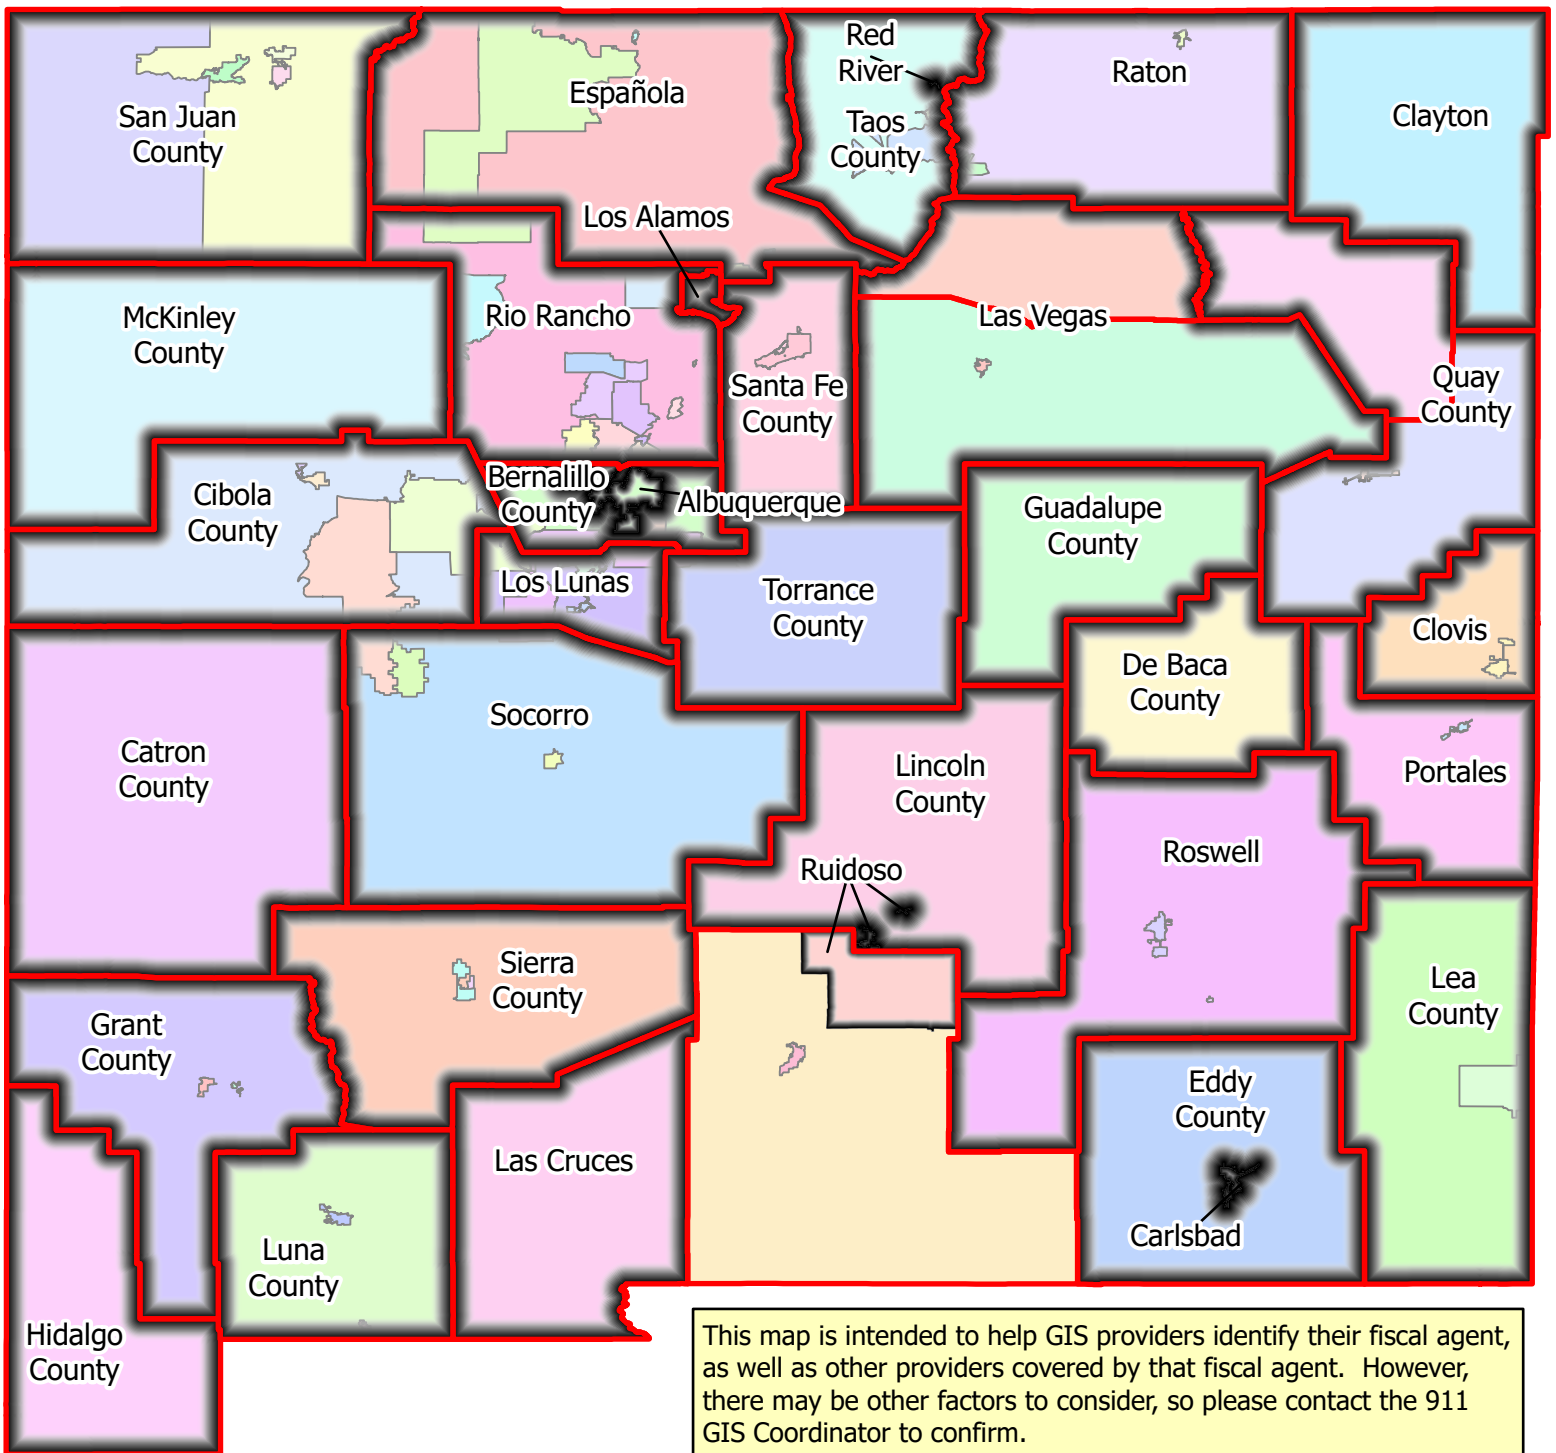 Red
River
Raton
Española
San Juan
County
Clayton
Taos
County
Los Alamos
McKinley
County
Rio Rancho
Las Vegas
Santa Fe
County
Quay
County
Cibola
County
Bernalillo
County
Albuquerque
Guadalupe
County
Los Lunas
Torrance
County
Clovis
De Baca
County
Socorro
Catron
County
Lincoln
County
Portales
Roswell
Ruidoso
Sierra
County
Lea
County
Grant
County
Eddy
County
Las Cruces
Carlsbad
Luna
County
Hidalgo
County
This map is intended to help GIS providers identify their fiscal agent,
as well as other providers covered by that fiscal agent.  However,
there may be other factors to consider, so please contact the 911
GIS Coordinator to confirm.